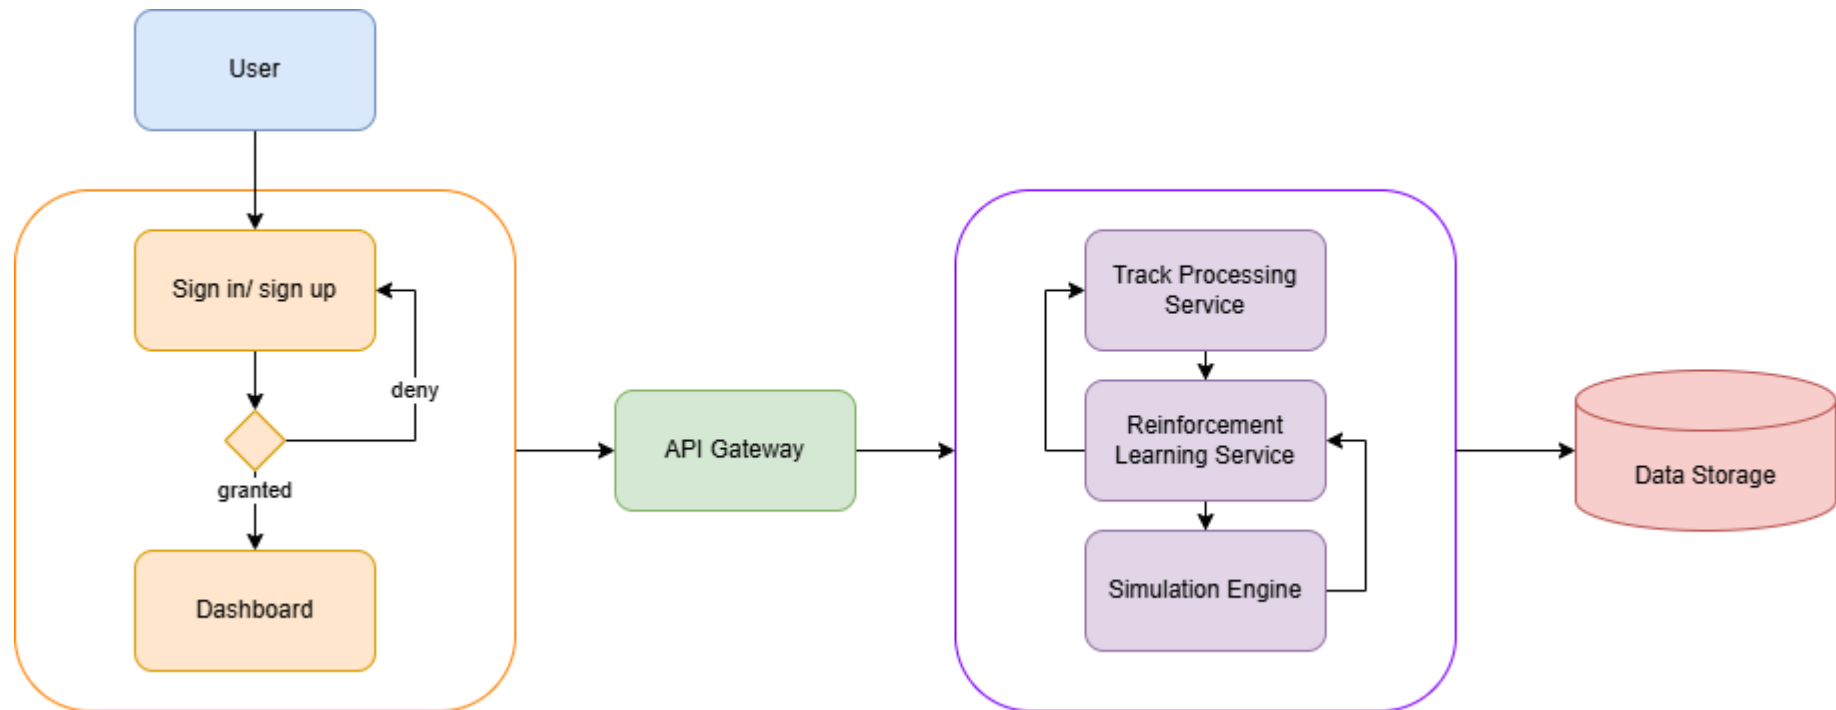 User
Sign in/ sign up
deny
granted
Dashboard
API Gateway
Track Processing
Service
Reinforcement
Learning Service
Simulation Engine
Data Storage